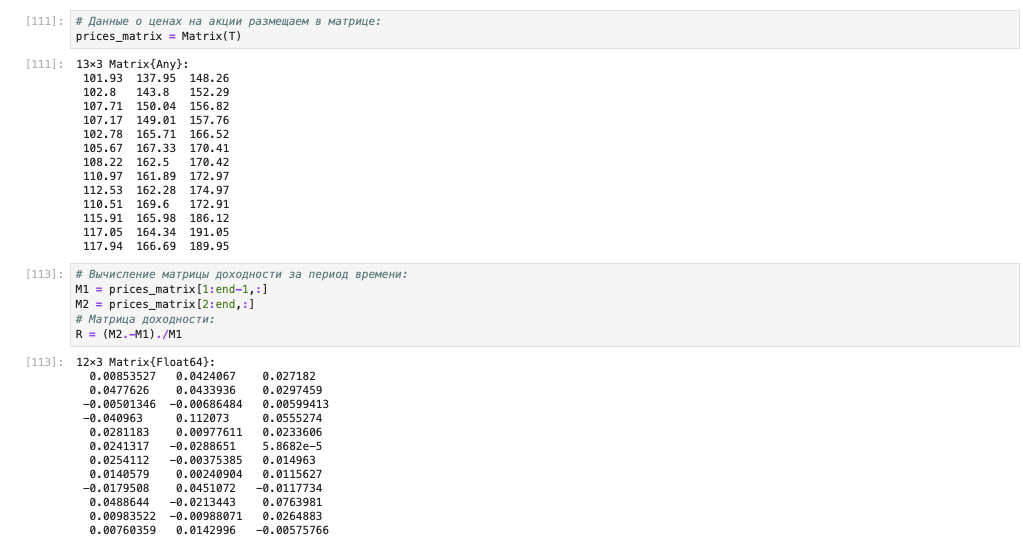 [111]: # Данные о ценах на акции размещаем в матрице:
prices_matrix = Matrix(T)
[111]: 13×3 Matrix{Any}:
101.93 137.95 148.26
102.8 143.8 152.29
107.71 150.04 156.82
107.17 149.01 157.76
102.78 165.71 166.52
105.67 167.33 170.41
108.22 162.5 170.42
110.97 161.89 172.97
112.53 162.28 174.97
110.51 169.6 172.91
115.91 165.98 186.12
117.05 164.34 191.05
117.94 166.69 189.95
[113]: # Вычисление матрицы доходности за период времени:
M1 = prices_matrix[1:end-1,:]
M2 = prices_matrix[2:end,:]
# Матрица доходности:
R = (M2.-M1)./M1
[113]: 12×3 Matrix{Float64}:
0.00853527 0.0424067 0.027182
0.0477626 0.0433936 0.0297459
-0.00501346 -0.00686484 0.00599413
-0.040963 0.112073 0.0555274
0.0281183 0.00977611 0.0233606
0.0241317 -0.0288651 5.8682e-5
0.0254112 -0.00375385 0.014963
0.0140579 0.00240904 0.0115627
-0.0179508 0.0451072 -0.0117734
0.0488644 -0.0213443 0.0763981
0.00983522 -0.00988071 0.0264883
0.00760359 0.0142996 -0.00575766